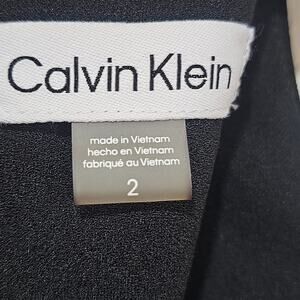 Calvin Klein
made in Vietnam
hecho en Vietnam
fabriqué au Vietnam
2